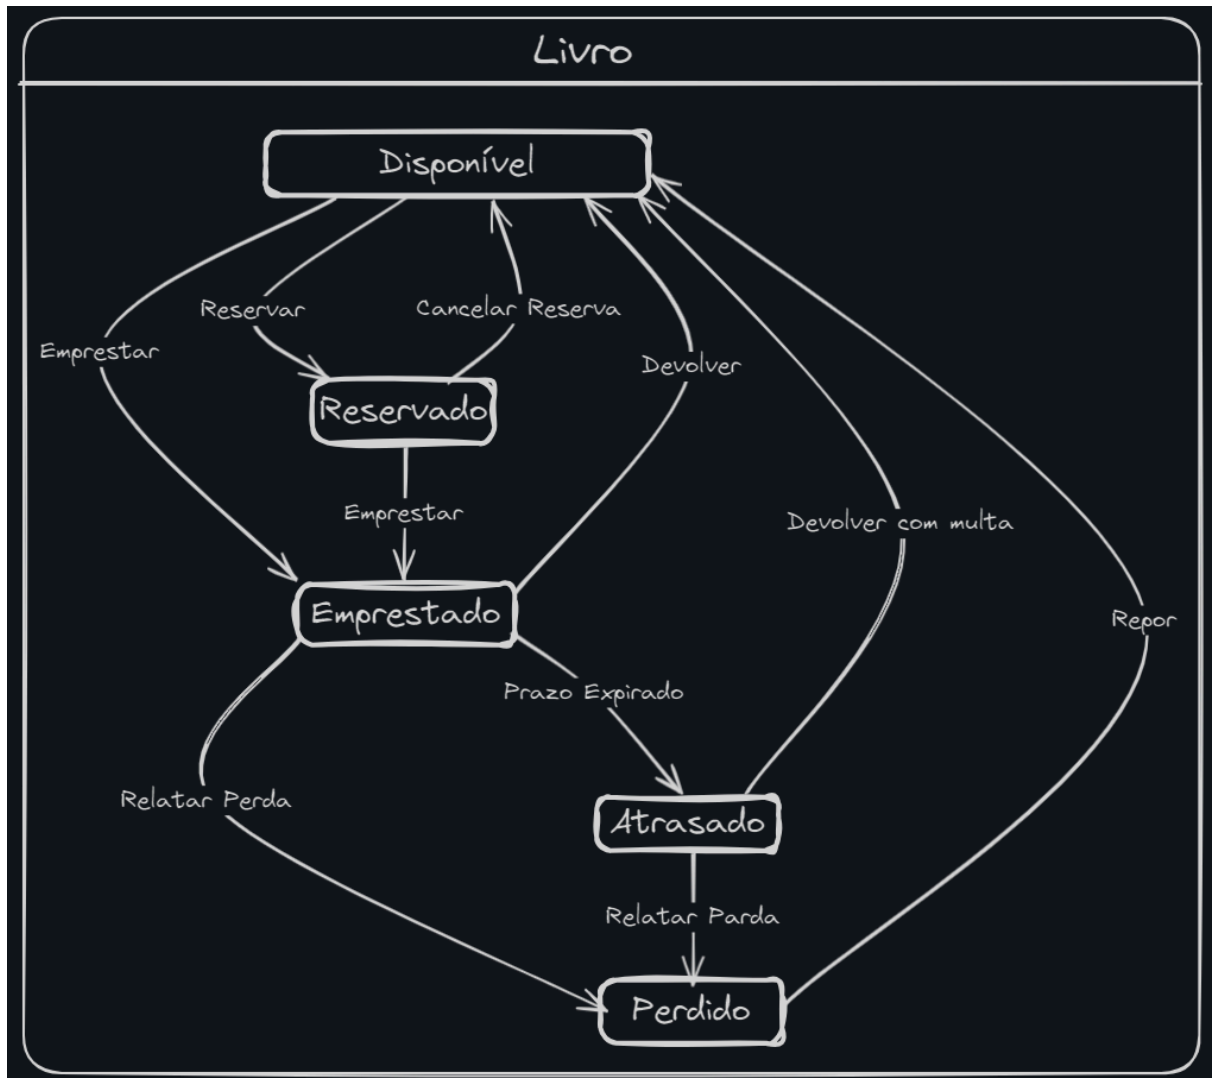 Livro
Disponível
Reservar
Cancelar Reserva
Emprestar
Devolver
Reservado
Emprestar
Devolver com multa
Emprestado
Repor
Prazo Expirado
Relatar Perda
Atrasado
Relatar Parda
Perdido